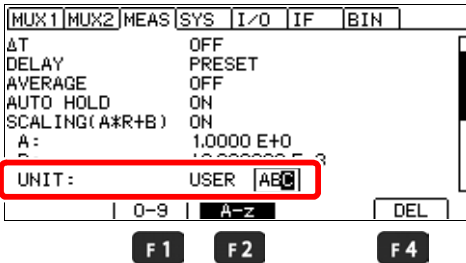 MUX1 MUX2 MEAS SYS I/O IF BIN
ΔT OFF
DELAY PRESET
AVERAGE OFF
AUTO HOLD ON
SCALING(A*R+B) ON
A: 1.0000 E+0
UNIT: USER ABC
0-9 A-z DEL
F1 F2 F4